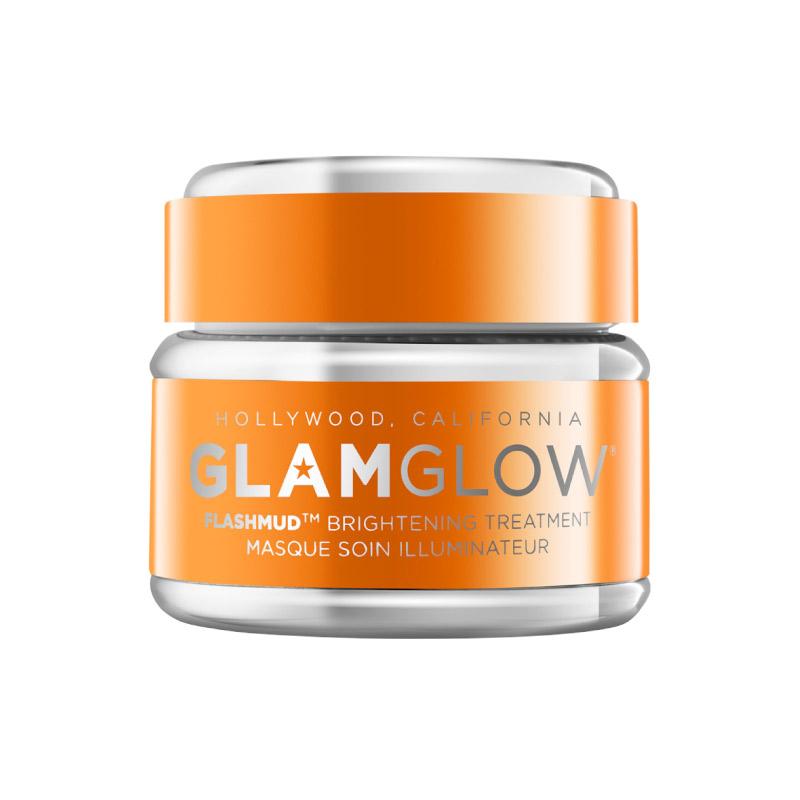 HOLLYWOOD, CALIFORNIA
GLAMGLOW®
FLASHMUD™ BRIGHTENING TREATMENT
MASQUE SOIN ILLUMINATEUR